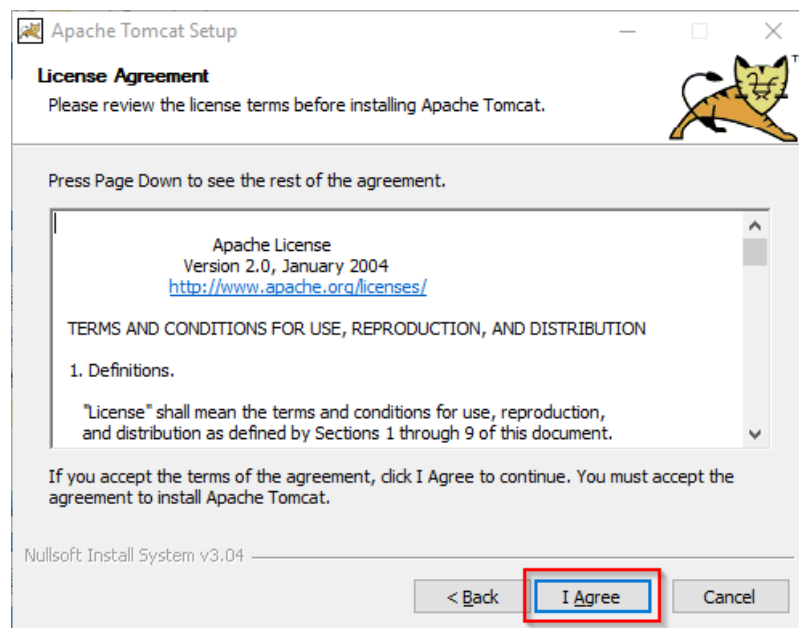 Apache Tomcat Setup
License Agreement
Please review the license terms before installing Apache Tomcat.
TM
Press Page Down to see the rest of the agreement.
Apache License
Version 2.0, January 2004
http://www.apache.org/licenses/
TERMS AND CONDITIONS FOR USE, REPRODUCTION, AND DISTRIBUTION
1. Definitions.
"License" shall mean the terms and conditions for use, reproduction,
and distribution as defined by Sections 1 through 9 of this document.
If you accept the terms of the agreement, click I Agree to continue. You must accept the
agreement to install Apache Tomcat.
Nullsoft Install System v3.04
< Back I Agree Cancel